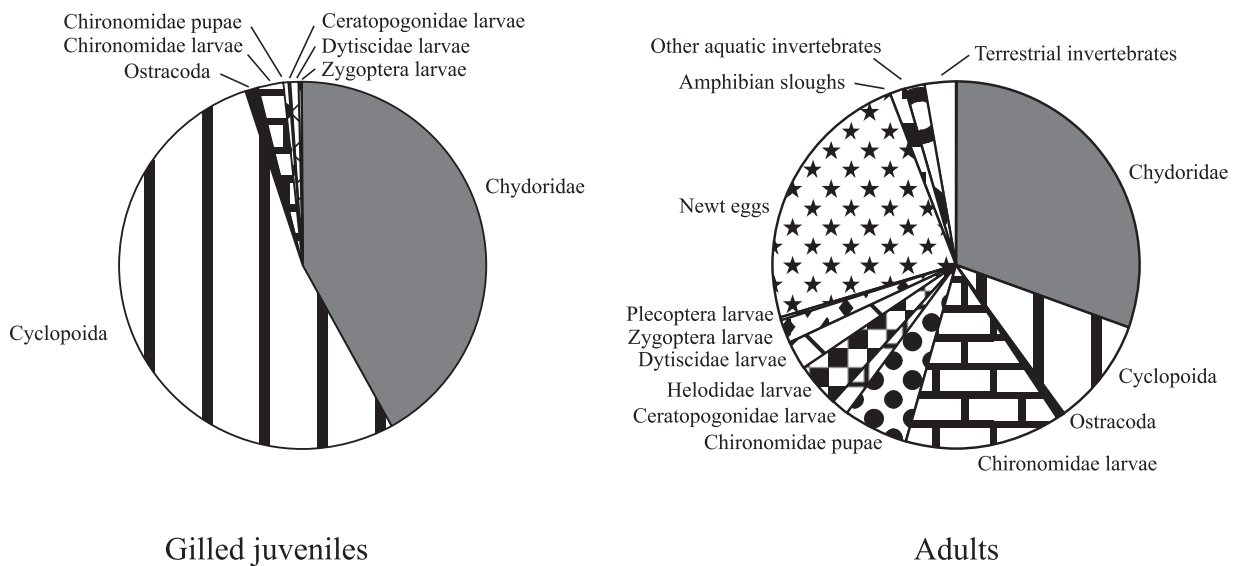 Chironomidae pupae
Chironomidae larvae
Ostracoda
Ceratopogonidae larvae
Dytiscidae larvae
Zygoptera larvae
Chydoridae
Cyclopoida
Gilled juveniles
Other aquatic invertebrates
Amphibian sloughs
Terrestrial invertebrates
Chydoridae
Newt eggs
Plecoptera larvae
Zygoptera larvae
Dytiscidae larvae
Helodidae larvae
Ceratopogonidae larvae
Chironomidae pupae
Cyclopoida
Ostracoda
Chironomidae larvae
Adults